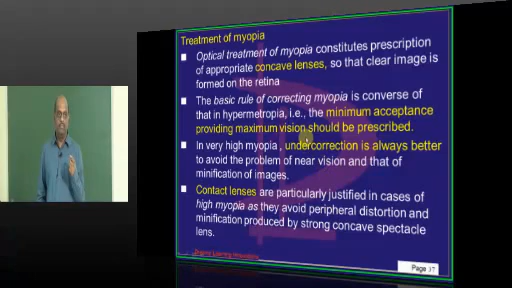 Treatment of myopia
Optical treatment of myopia constitutes prescription
of appropriate concave lenses, so that clear image is
formed on the retina
The basic rule of correcting myopia is converse of
that in hypermetropia, i.e., the minimum acceptance
providing maximum vision should be prescribed.
In very high myopia , undercorrection is always better
to avoid the problem of near vision and that of
minification of images.
Contact lenses are particularly justified in cases of
high myopia as they avoid peripheral distortion and
minification produced by strong concave spectacle
lens.
Page 37